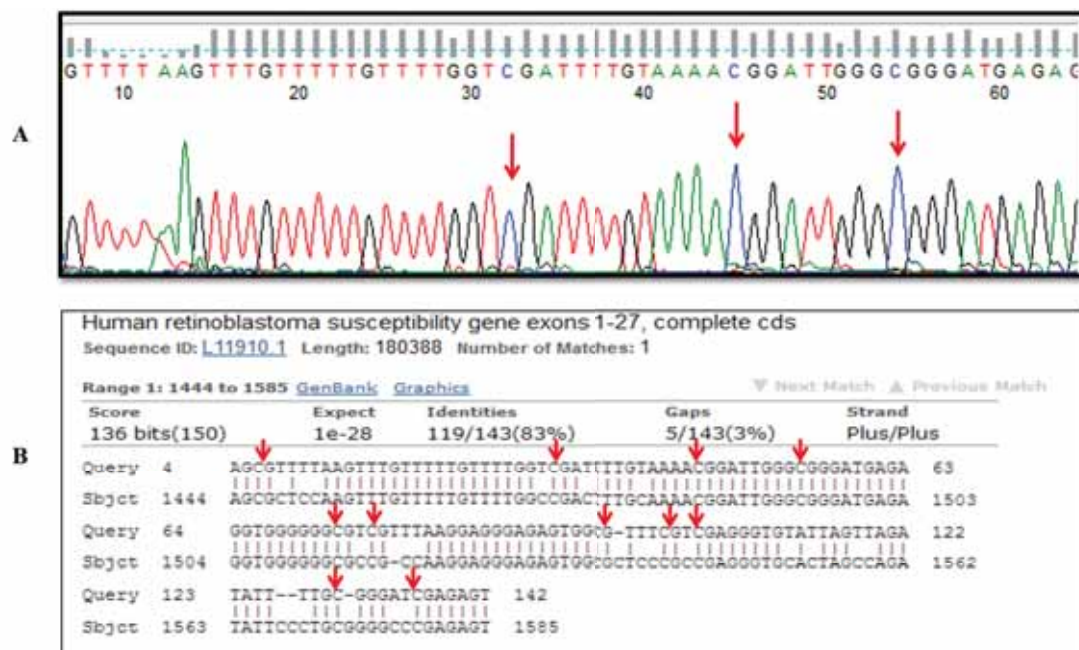 A
GTTTTAAGTTTGTTTTTGTTTTGGTCGATTTTGTAAAACGGATTGGGCGGGATGAGAG
10 20 30 40 50 60
B
Human retinoblastoma susceptibility gene exons 1-27, complete cds
Sequence ID: L11910.1 Length: 180388 Number of Matches: 1
Range 1: 1444 to 1585 GenBank Graphics ▼ Next Match ▲ Previous Match
Score Expect Identities Gaps Strand
136 bits(150) 1e-28 119/143(83%) 5/143(3%) Plus/Plus
Query 4 AGCGTTTTAAGTTTGTTTTTGTTTTGGTCGATTTTGTAAAACGGATTGGGCGGGATGAGA 63
Sbjct 1444 AGCGCTCCAAGTTTGTTTTTGTTTTGGCCGACTTTGCAAAACGGATTGGGCGGGATGAGA 1503
Query 64 GGTGGGGGGCGTCGTTTAAGGAGGGAGAGTGGCG-TTTCGTCGAGGGTGTATTAGTTAGA 122
Sbjct 1504 GGTGGGGGGCGCCG-CCAAGGAGGGAGAGTGGCGCTCCCGCCGAGGGTGCACTAGCCAGA 1562
Query 123 TATT--TTGC-GGGATCGAGAGT 142
Sbjct 1563 TATTCCCTGCGGGGCCCGAGAGT 1585